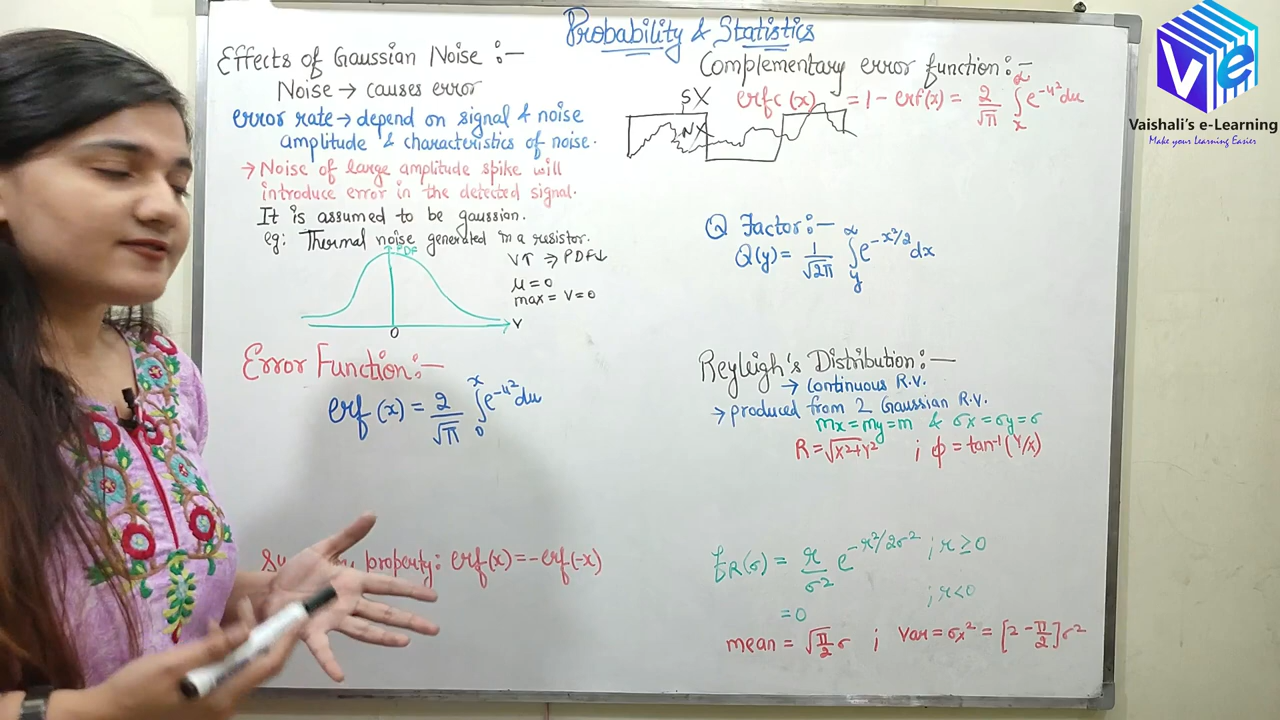 Probability & Statistics
Effects of Gaussian Noise :-
Noise → causes error
error rate → depend on signal & noise
amplitude & characteristics of noise.
→ Noise of large amplitude spike will
introduce error in the detected signal.
It is assumed to be gaussion.
eg: Thermal noise generated in a resistor.
PDF
V↑ ⇒ PDF↓
μ = 0
max = V = 0
0
V
Error Function :-
erf (x) = 2/√π ∫₀ˣ e^-u² du
property: erf(x) = -erf(-x)
Complementary error function :-
erfc (x) = 1 - erf(x) = 2/√π ∫ₓ^∝ e^-u² du
SX
NX
Q Factor :-
Q(y) = 1/√2π ∫ᵧ^∝ e^-x²/2 dx
Reyleigh's Distribution :-
→ Continuous R.V.
→ produced from 2 Gaussian R.V.
mx = my = m & σx = σy = σ
R = √x²+y² ; φ = tan⁻¹ (Y/x)
R(σ) = r/σ² e^-r²/2σ² ; r ≥ 0
= 0 ; r < 0
mean = √π/2 σ ; Var = σx² = [2 - π/2] σ²
Ve
Vaishali's e-Learning
Make your Learning Easier